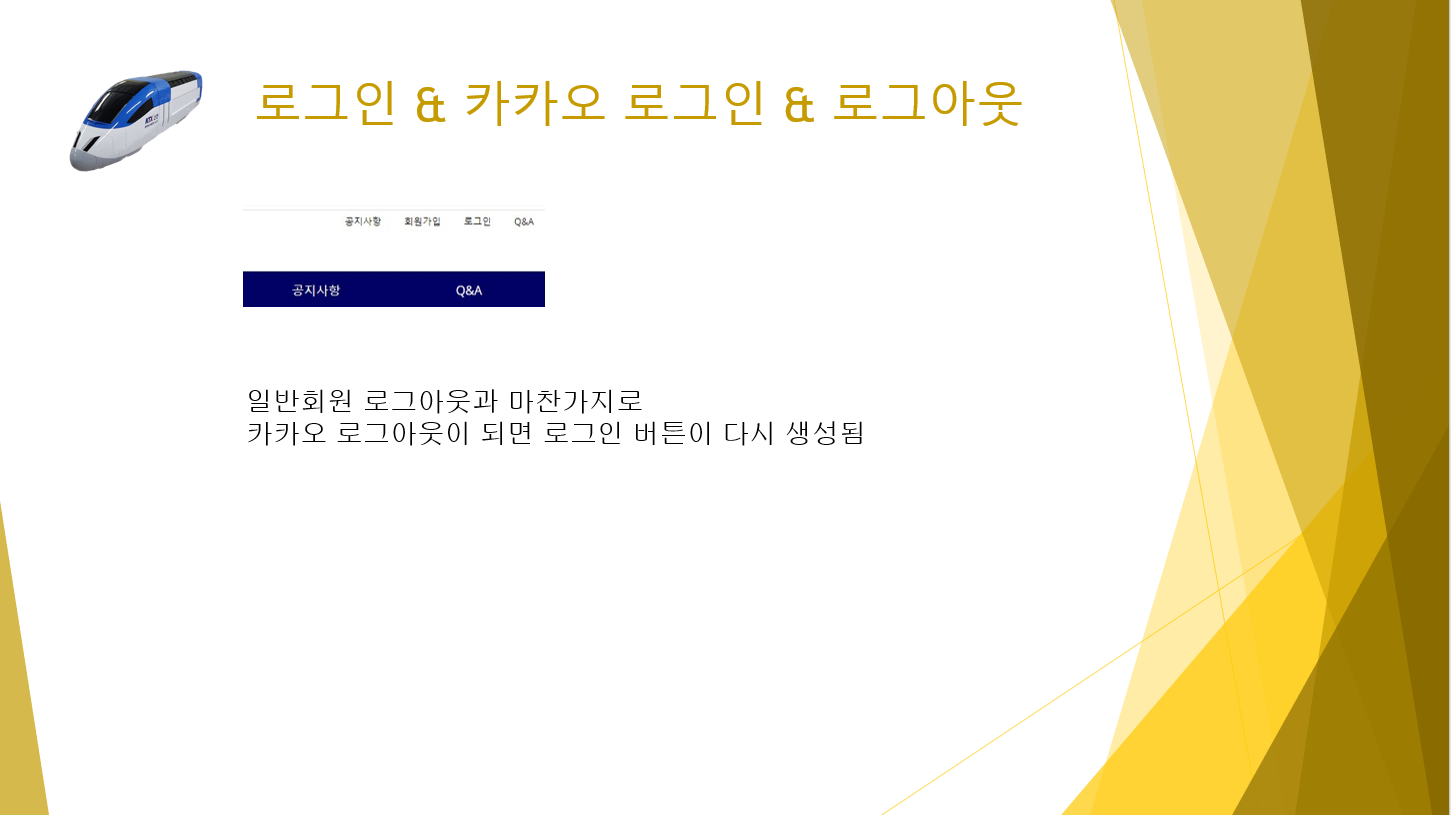 로그인 & 카카오 로그인 & 로그아웃
공지사항 회원가입 로그인 Q&A
공지사항 Q&A
일반회원 로그아웃과 마찬가지로
카카오 로그아웃이 되면 로그인 버튼이 다시 생성됨